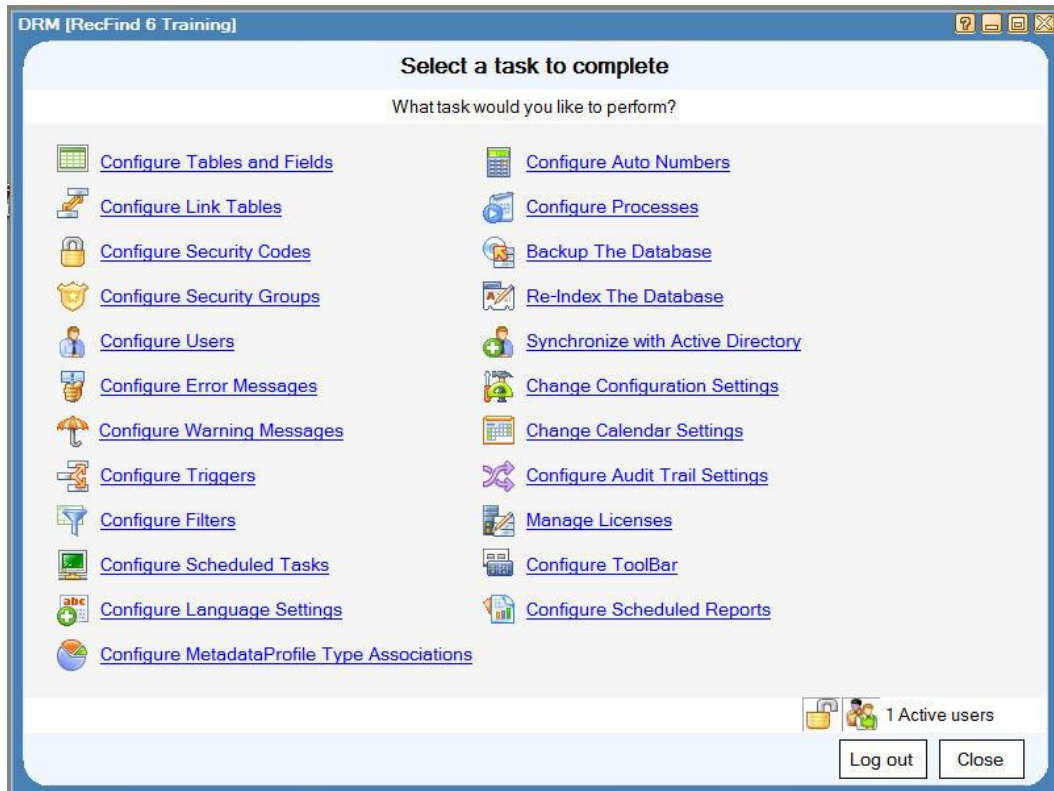 DRM [RecFind 6 Training]
Select a task to complete
What task would you like to perform?
Configure Tables and Fields
Configure Link Tables
Configure Security Codes
Configure Security Groups
Configure Users
Configure Error Messages
Configure Warning Messages
Configure Triggers
Configure Filters
Configure Scheduled Tasks
abc
Configure Language Settings
Configure MetadataProfile Type Associations
Configure Auto Numbers
Configure Processes
Backup The Database
A
Re-Index The Database
Synchronize with Active Directory
Change Configuration Settings
Change Calendar Settings
Configure Audit Trail Settings
Manage Licenses
Configure ToolBar
Configure Scheduled Reports
1 Active users
Log out
Close